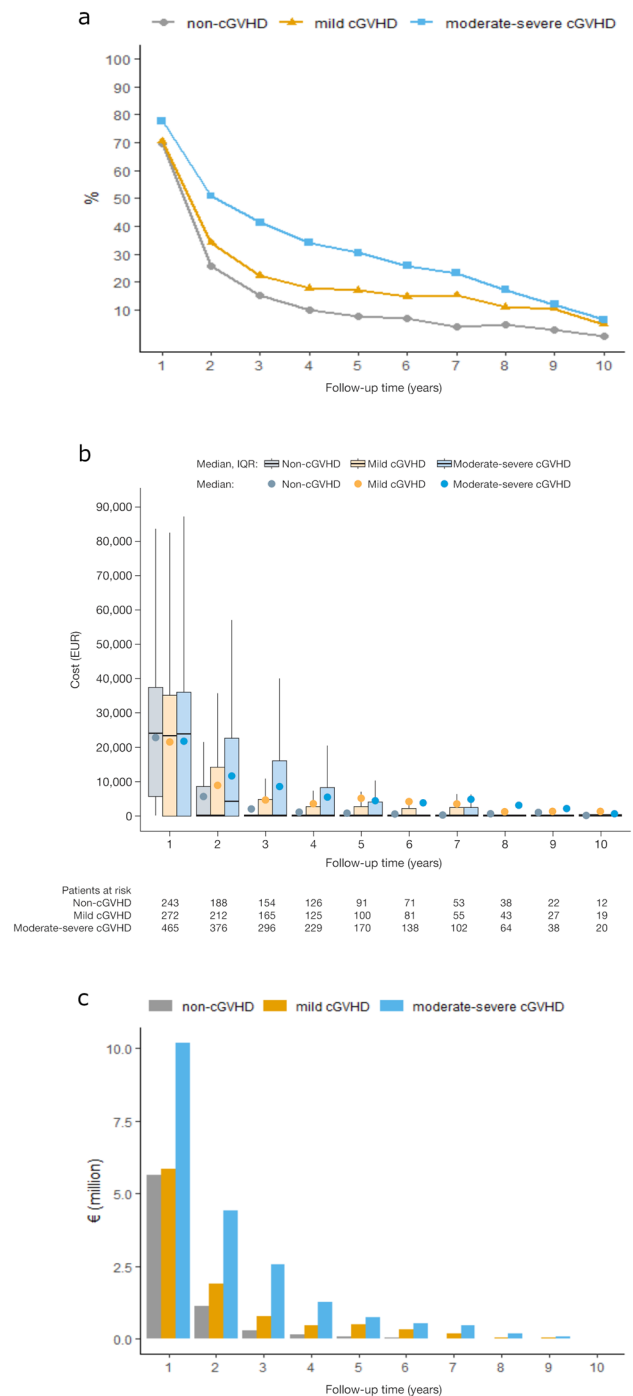 a
non-cGVHD mild cGVHD moderate-severe cGVHD
100
90
80
70
60
50
40
30
20
10
%
1 2 3 4 5 6 7 8 9 10
Follow-up time (years)
b
Median, IQR: Non-cGVHD Mild cGVHD Moderate-severe cGVHD
Median: Non-cGVHD Mild cGVHD Moderate-severe cGVHD
90,000
80,000
70,000
60,000
50,000
40,000
30,000
20,000
10,000
0
Cost (EUR)
1 2 3 4 5 6 7 8 9 10
Follow-up time (years)
Patients at risk
Non-cGVHD 243 188 154 126 91 71 53 38 22 12
Mild cGVHD 272 212 165 125 100 81 55 43 27 19
Moderate-severe cGVHD 465 376 296 229 170 138 102 64 38 20
c
non-cGVHD mild cGVHD moderate-severe cGVHD
10.0
7.5
5.0
2.5
0.0
€ (million)
1 2 3 4 5 6 7 8 9 10
Follow-up time (years)